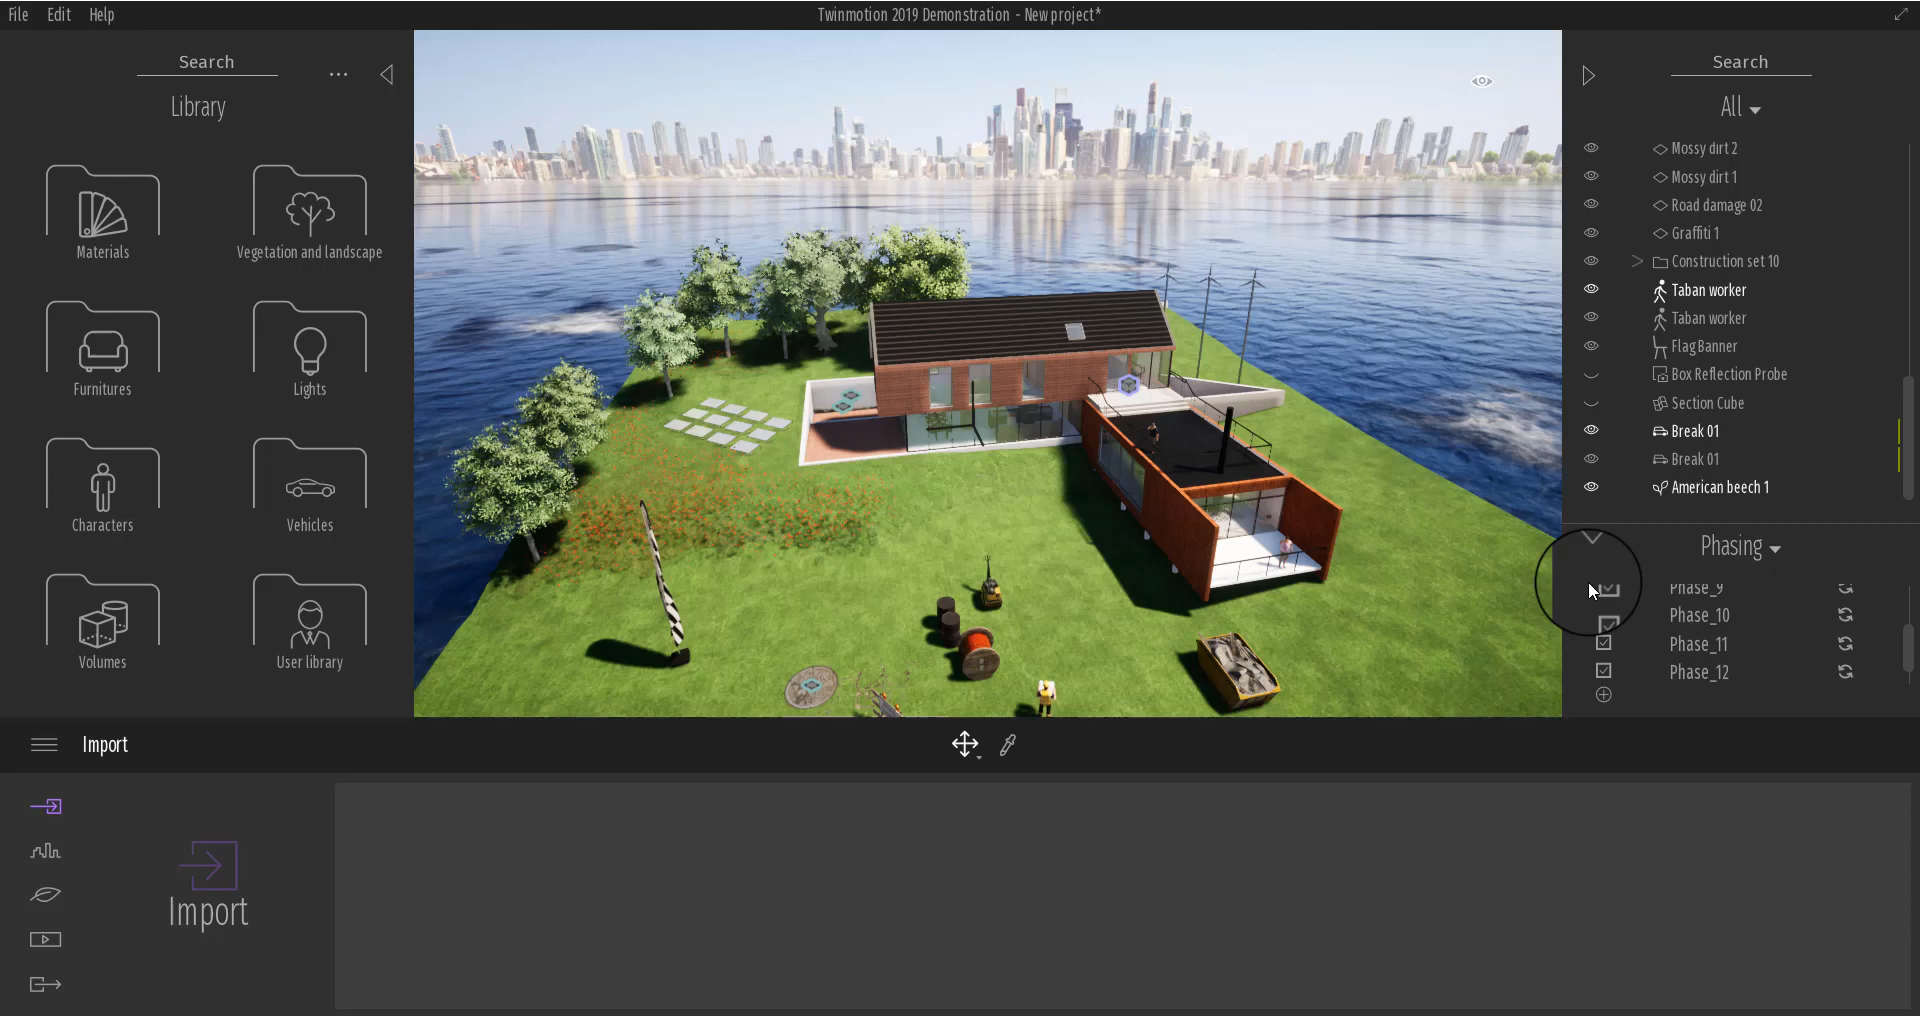 File Edit Help
Twinmotion 2019 Demonstration - New project*
Search
Library
Materials
Vegetation and landscape
Furnitures
Lights
Characters
Vehicles
Volumes
User library
Search
All
Mossy dirt 2
Mossy dirt 1
Road damage 02
Graffiti 1
Construction set 10
Taban worker
Taban worker
Flag Banner
Box Reflection Probe
Section Cube
Break 01
Break 01
American beech 1
Phasing
Phase_9
Phase_10
Phase_11
Phase_12
Import
Import